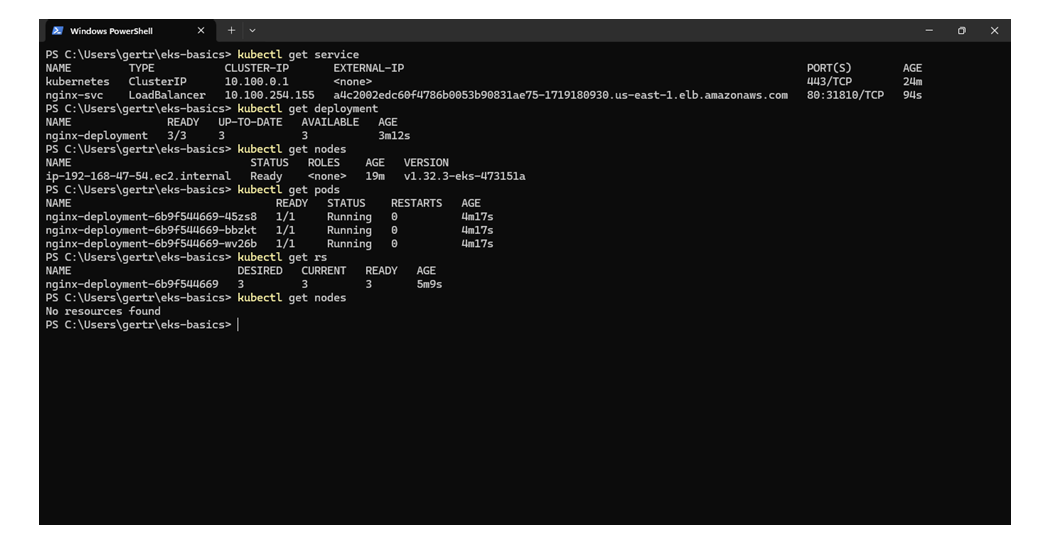 Windows PowerShell
PS C:\Users\gertr\eks-basics> kubectl get service
NAME TYPE CLUSTER-IP EXTERNAL-IP PORT(S) AGE
kubernetes ClusterIP 10.100.0.1 <none> 443/TCP 24m
nginx-svc LoadBalancer 10.100.254.155 a4c2002edc60f4786b0053b90831ae75-1719180930.us-east-1.elb.amazonaws.com 80:31810/TCP 94s
PS C:\Users\gertr\eks-basics> kubectl get deployment
NAME READY UP-TO-DATE AVAILABLE AGE
nginx-deployment 3/3 3 3 3m12s
PS C:\Users\gertr\eks-basics> kubectl get nodes
NAME STATUS ROLES AGE VERSION
ip-192-168-47-54.ec2.internal Ready <none> 19m v1.32.3-eks-473151a
PS C:\Users\gertr\eks-basics> kubectl get pods
NAME READY STATUS RESTARTS AGE
nginx-deployment-6b9f544669-45zs8 1/1 Running 0 4m17s
nginx-deployment-6b9f544669-bbzkt 1/1 Running 0 4m17s
nginx-deployment-6b9f544669-wv26b 1/1 Running 0 4m17s
PS C:\Users\gertr\eks-basics> kubectl get rs
NAME DESIRED CURRENT READY AGE
nginx-deployment-6b9f544669 3 3 3 5m9s
PS C:\Users\gertr\eks-basics> kubectl get nodes
No resources found
PS C:\Users\gertr\eks-basics>